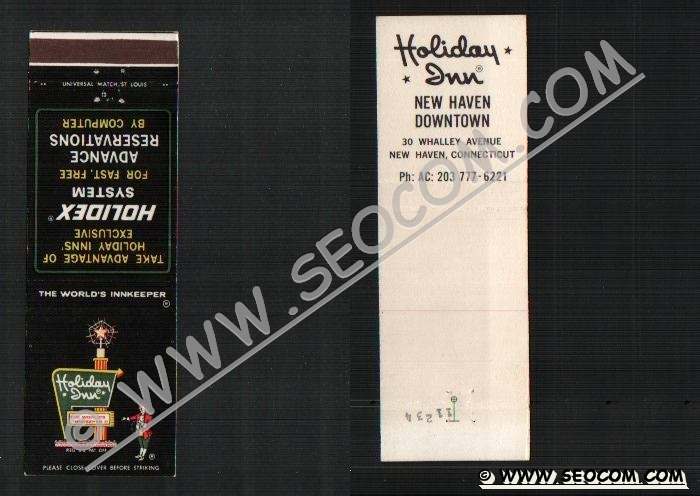 UNIVERSAL MATCH, ST. LOUIS
TAKE ADVANTAGE OF
HOLIDAY INNS'
EXCLUSIVE
HOLIDEX®
SYSTEM
FOR FAST, FREE
ADVANCE
RESERVATIONS
BY COMPUTER
THE WORLD'S INNKEEPER
®
Holiday
Inn
PLEASE CLOSE COVER BEFORE STRIKING
Holiday
Inn®
NEW HAVEN
DOWNTOWN
30 WHALLEY AVENUE
NEW HAVEN, CONNECTICUT
Ph: AC: 203 777-6221
© WWW.SEOCOM.COM
© WWW.SEOCOM.COM